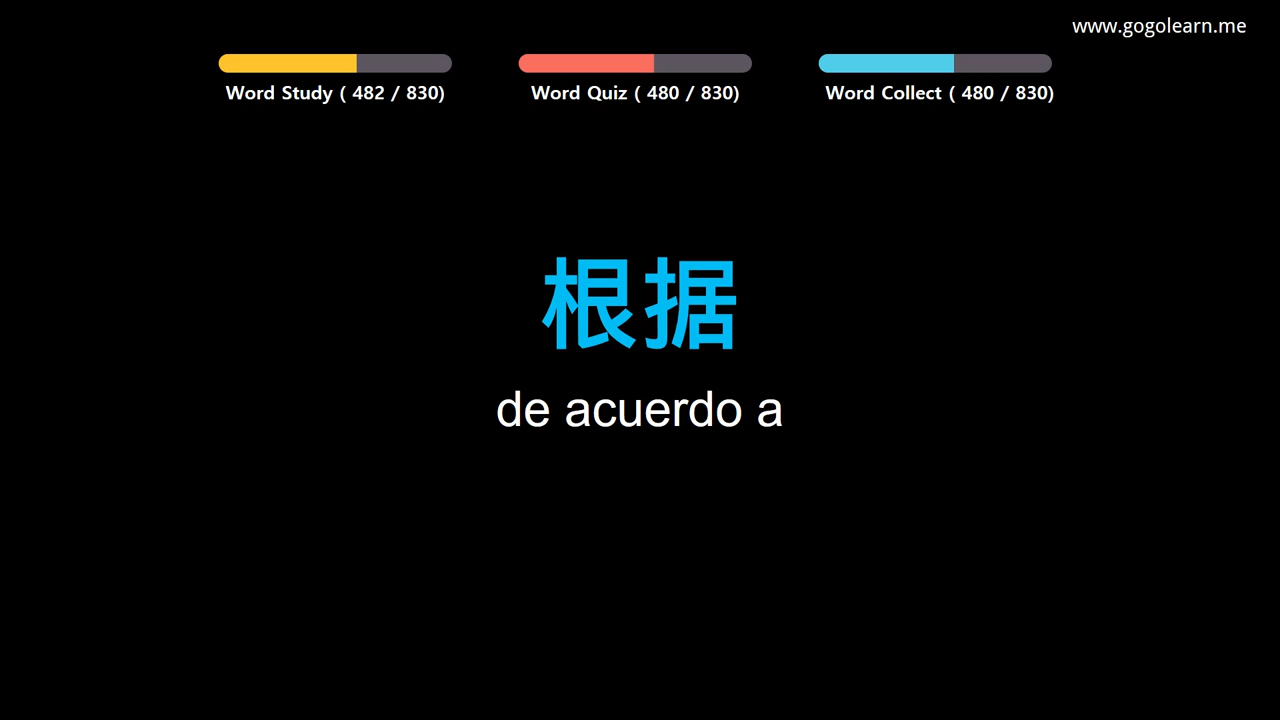 www.gogolearn.me
Word Study ( 482 / 830)
Word Quiz ( 480 / 830)
Word Collect ( 480 / 830)
根据
de acuerdo a